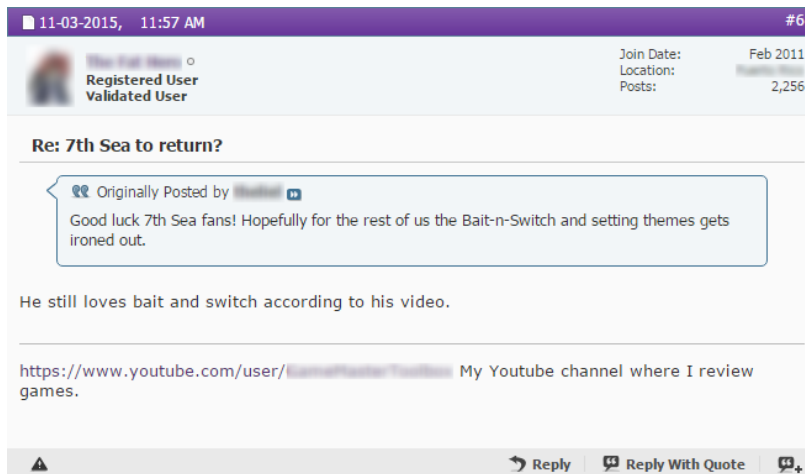 11-03-2015, 11:57 AM #6
Join Date: Feb 2011
Registered User Location:
Validated User Posts: 2,256
Re: 7th Sea to return?
Originally Posted by
Good luck 7th Sea fans! Hopefully for the rest of us the Bait-n-Switch and setting themes gets
ironed out.
He still loves bait and switch according to his video.
https://www.youtube.com/user/ My Youtube channel where I review
games.
Reply Reply With Quote